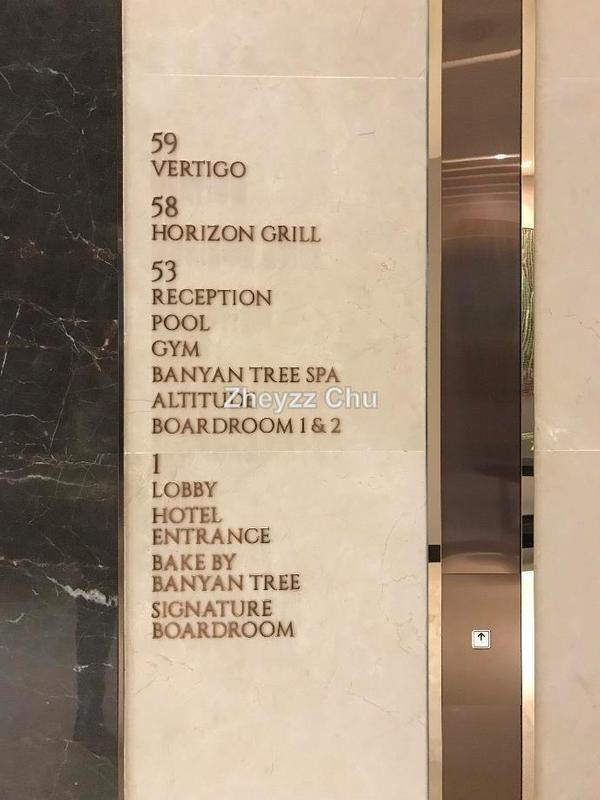 59
VERTIGO
58
HORIZON GRILL
53
RECEPTION
POOL
GYM
BANYAN TREE SPA
ALTITUDE
Zheyzz Chu
BOARDROOM 1 & 2
1
LOBBY
HOTEL
ENTRANCE
BAKE BY
BANYAN TREE
SIGNATURE
BOARDROOM